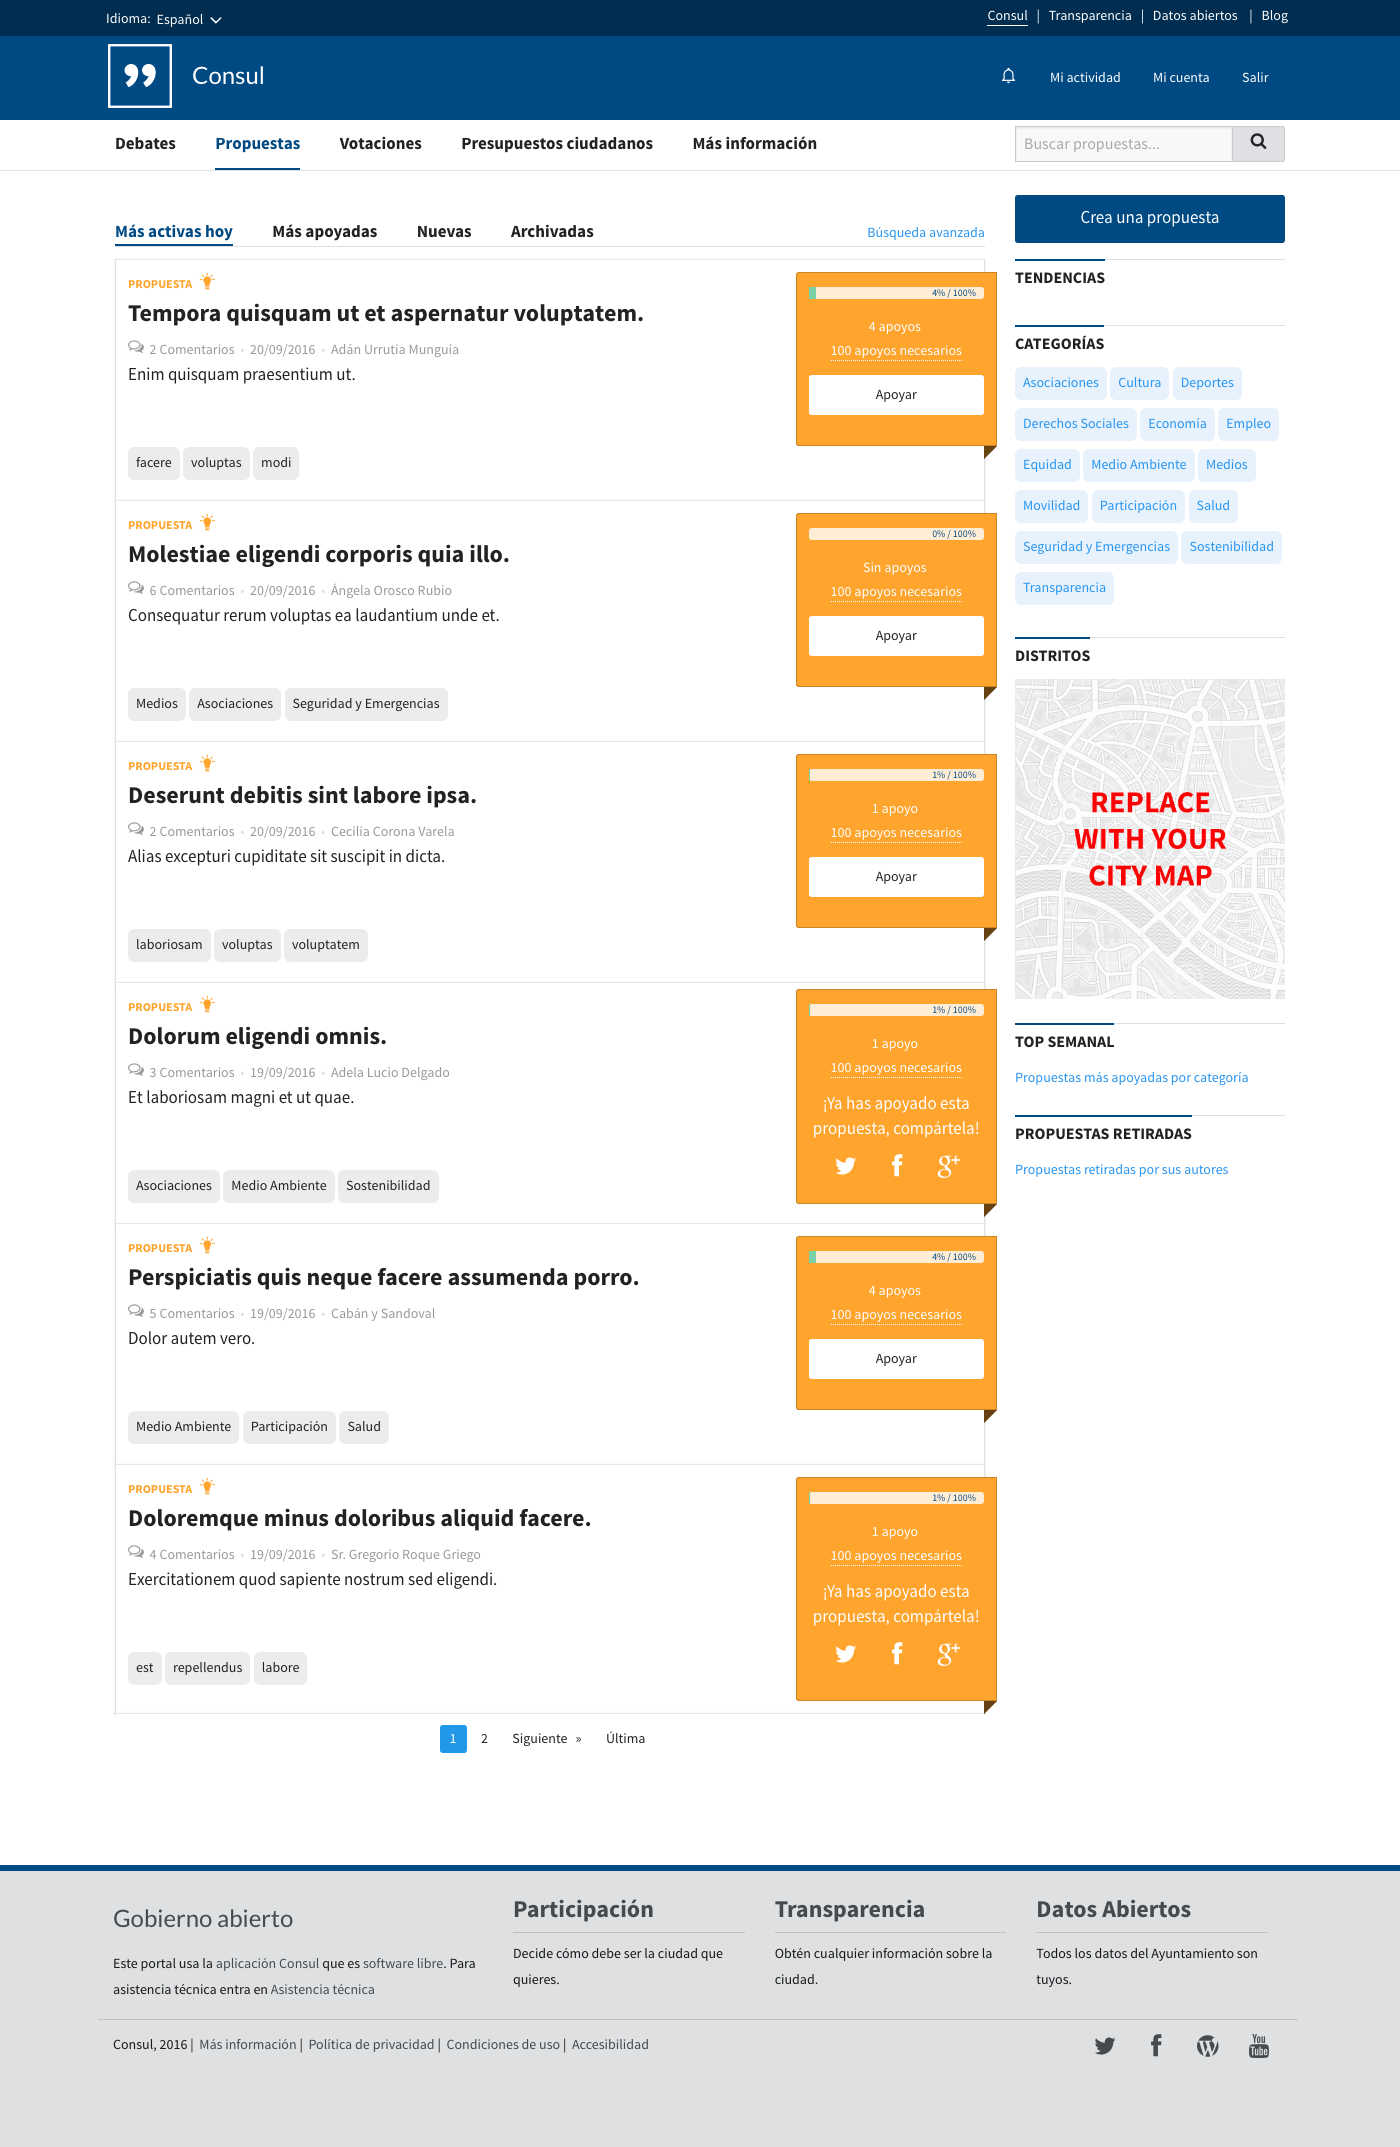 Idioma: Español
Consul | Transparencia | Datos abiertos | Blog
Consul
Mi actividad Mi cuenta Salir
Debates Propuestas Votaciones Presupuestos ciudadanos Más información
Buscar propuestas...
Más activas hoy Más apoyadas Nuevas Archivadas Búsqueda avanzada
PROPUESTA
Tempora quisquam ut et aspernatur voluptatem.
2 Comentarios • 20/09/2016 • Adán Urrutia Munguía
Enim quisquam praesentium ut.
facere voluptas modi
4% / 100%
4 apoyos
100 apoyos necesarios
Apoyar
PROPUESTA
Molestiae eligendi corporis quia illo.
6 Comentarios • 20/09/2016 • Ángela Orosco Rubio
Consequatur rerum voluptas ea laudantium unde et.
Medios Asociaciones Seguridad y Emergencias
0% / 100%
Sin apoyos
100 apoyos necesarios
Apoyar
PROPUESTA
Deserunt debitis sint labore ipsa.
2 Comentarios • 20/09/2016 • Cecilia Corona Varela
Alias excepturi cupiditate sit suscipit in dicta.
laboriosam voluptas voluptatem
1% / 100%
1 apoyo
100 apoyos necesarios
Apoyar
PROPUESTA
Dolorum eligendi omnis.
3 Comentarios • 19/09/2016 • Adela Lucio Delgado
Et laboriosam magni et ut quae.
Asociaciones Medio Ambiente Sostenibilidad
1% / 100%
1 apoyo
100 apoyos necesarios
¡Ya has apoyado esta
propuesta, compártela!
PROPUESTA
Perspiciatis quis neque facere assumenda porro.
5 Comentarios • 19/09/2016 • Cabán y Sandoval
Dolor autem vero.
Medio Ambiente Participación Salud
4% / 100%
4 apoyos
100 apoyos necesarios
Apoyar
PROPUESTA
Doloremque minus doloribus aliquid facere.
4 Comentarios • 19/09/2016 • Sr. Gregorio Roque Griego
Exercitationem quod sapiente nostrum sed eligendi.
est repellendus labore
1% / 100%
1 apoyo
100 apoyos necesarios
¡Ya has apoyado esta
propuesta, compártela!
1 2 Siguiente » Última
Crea una propuesta
TENDENCIAS
CATEGORÍAS
Asociaciones Cultura Deportes
Derechos Sociales Economía Empleo
Equidad Medio Ambiente Medios
Movilidad Participación Salud
Seguridad y Emergencias Sostenibilidad
Transparencia
DISTRITOS
REPLACE
WITH YOUR
CITY MAP
TOP SEMANAL
Propuestas más apoyadas por categoría
PROPUESTAS RETIRADAS
Propuestas retiradas por sus autores
Gobierno abierto
Este portal usa la aplicación Consul que es software libre. Para
asistencia técnica entra en Asistencia técnica
Participación
Decide cómo debe ser la ciudad que
quieres.
Transparencia
Obtén cualquier información sobre la
ciudad.
Datos Abiertos
Todos los datos del Ayuntamiento son
tuyos.
Consul, 2016 | Más información | Política de privacidad | Condiciones de uso | Accesibilidad
You
Tube